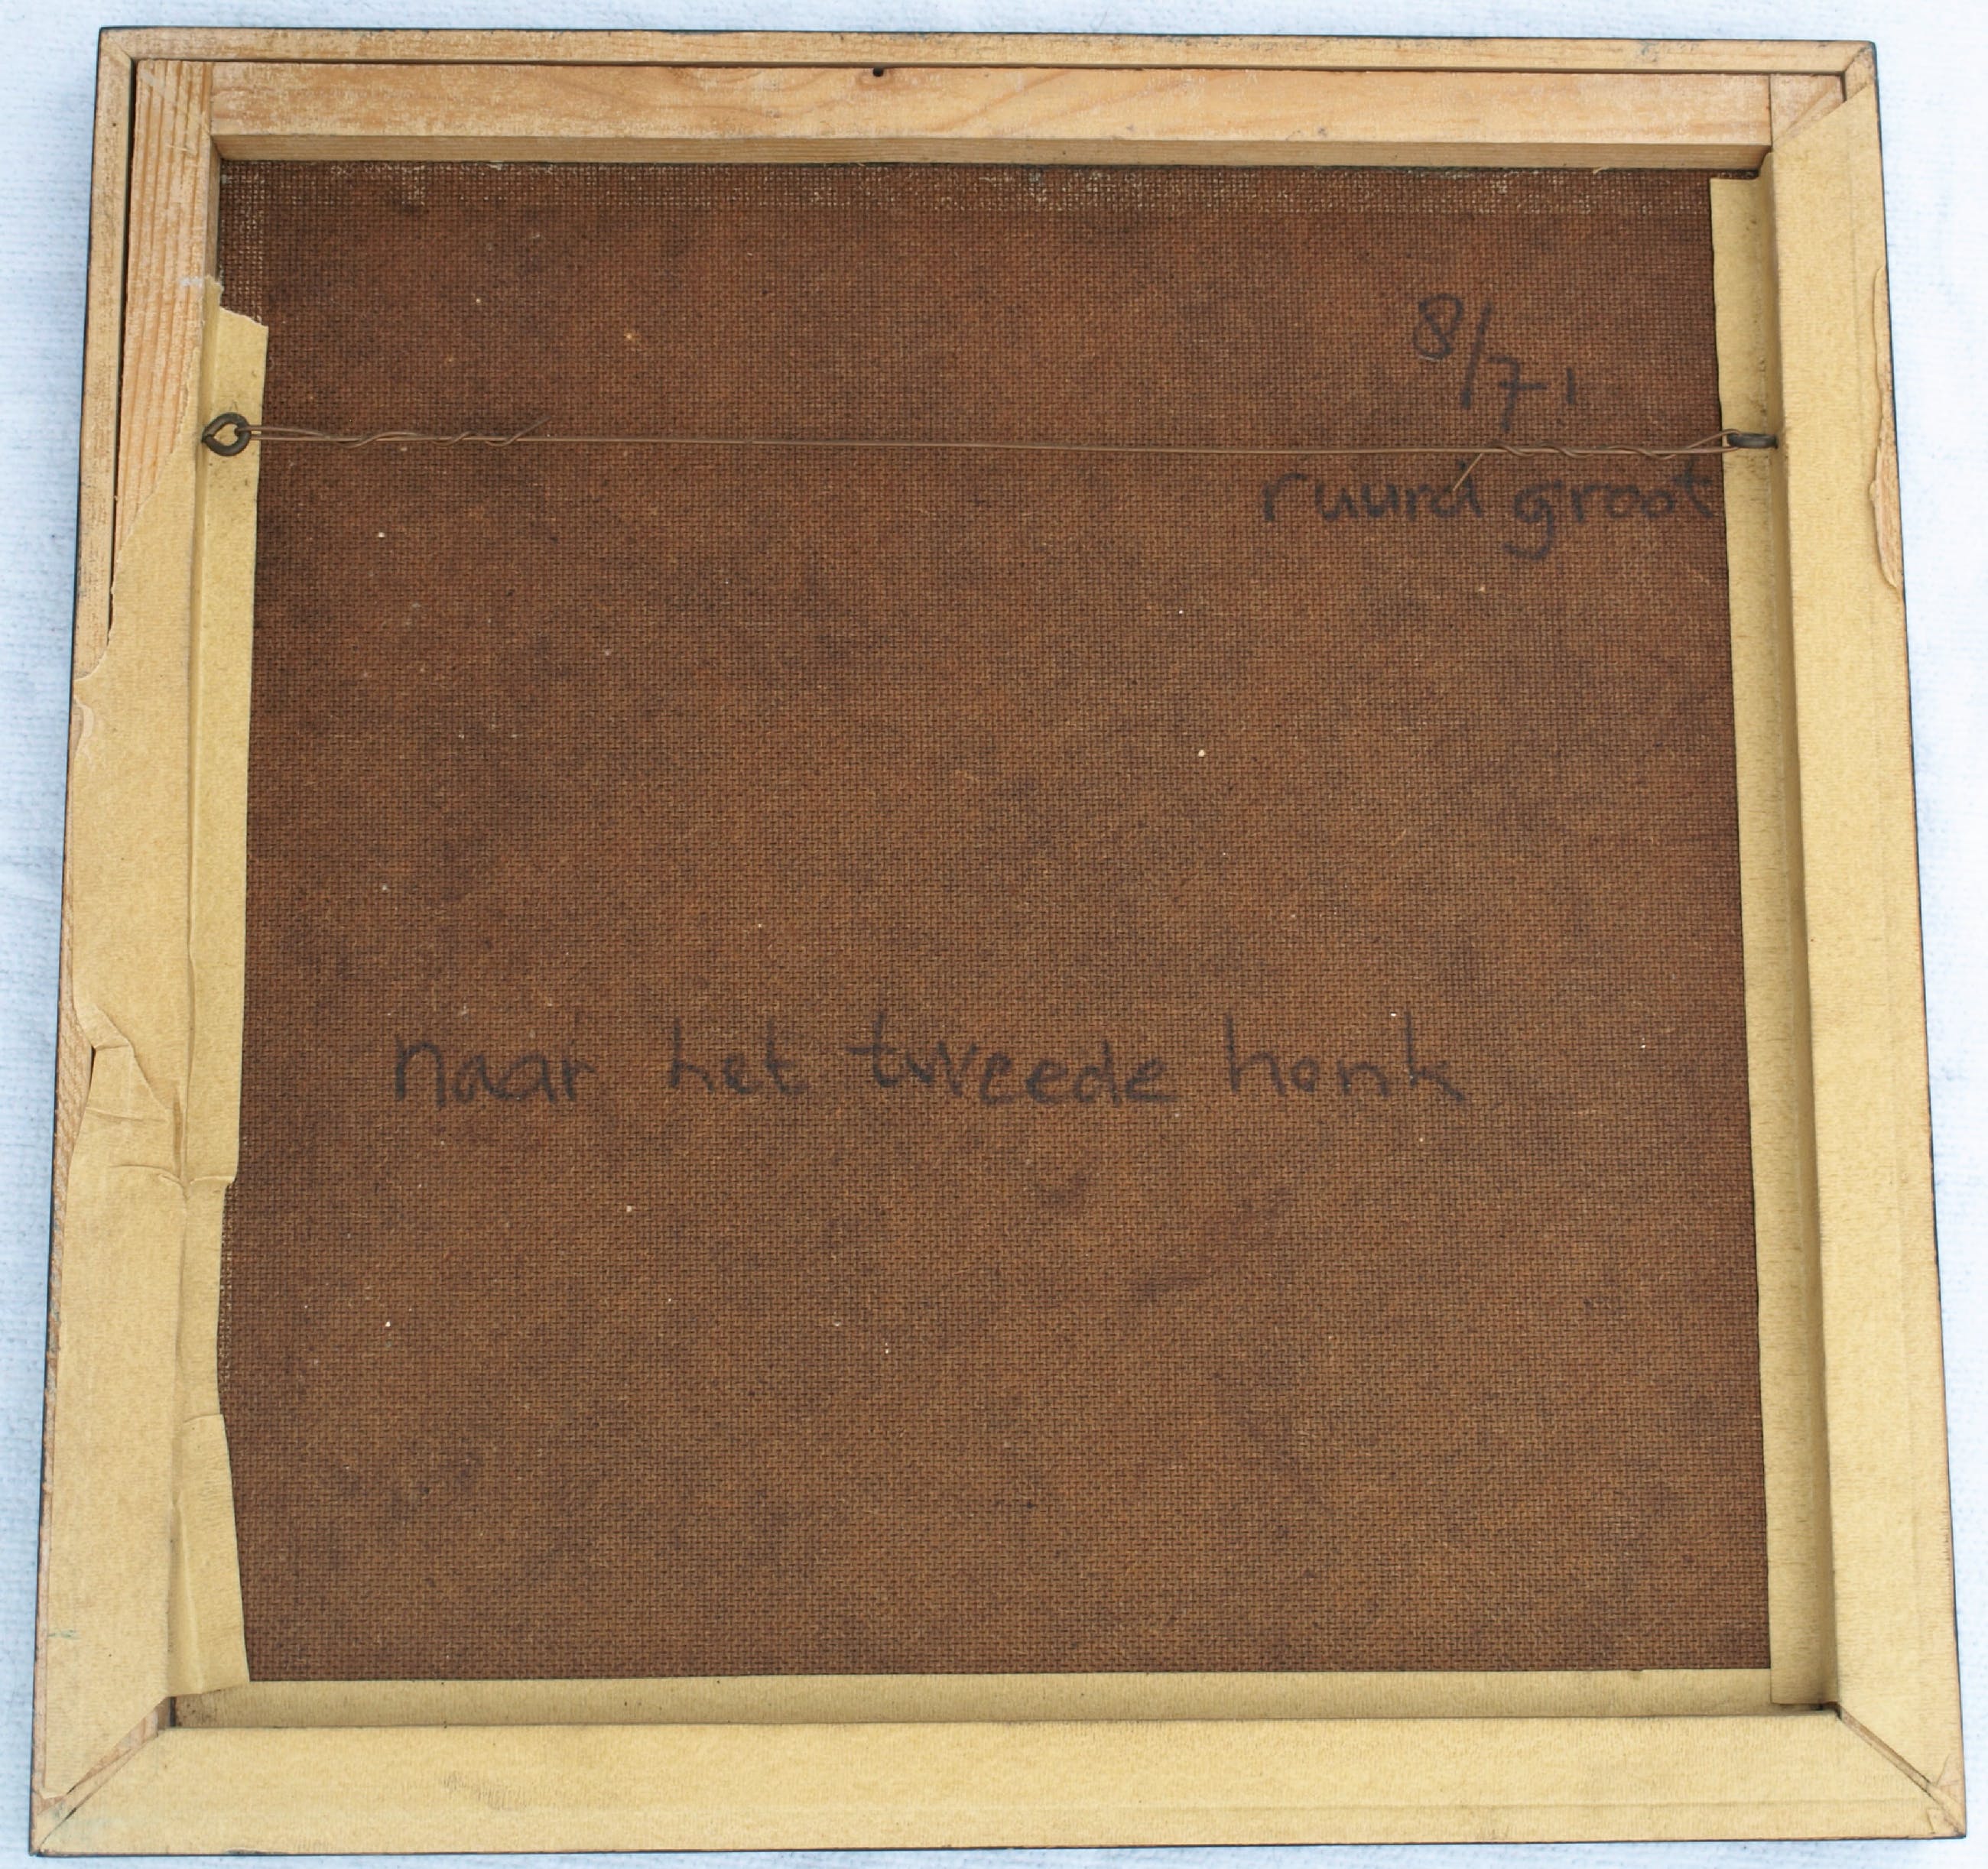 8/71
ruurd groot
naar het tweede honk